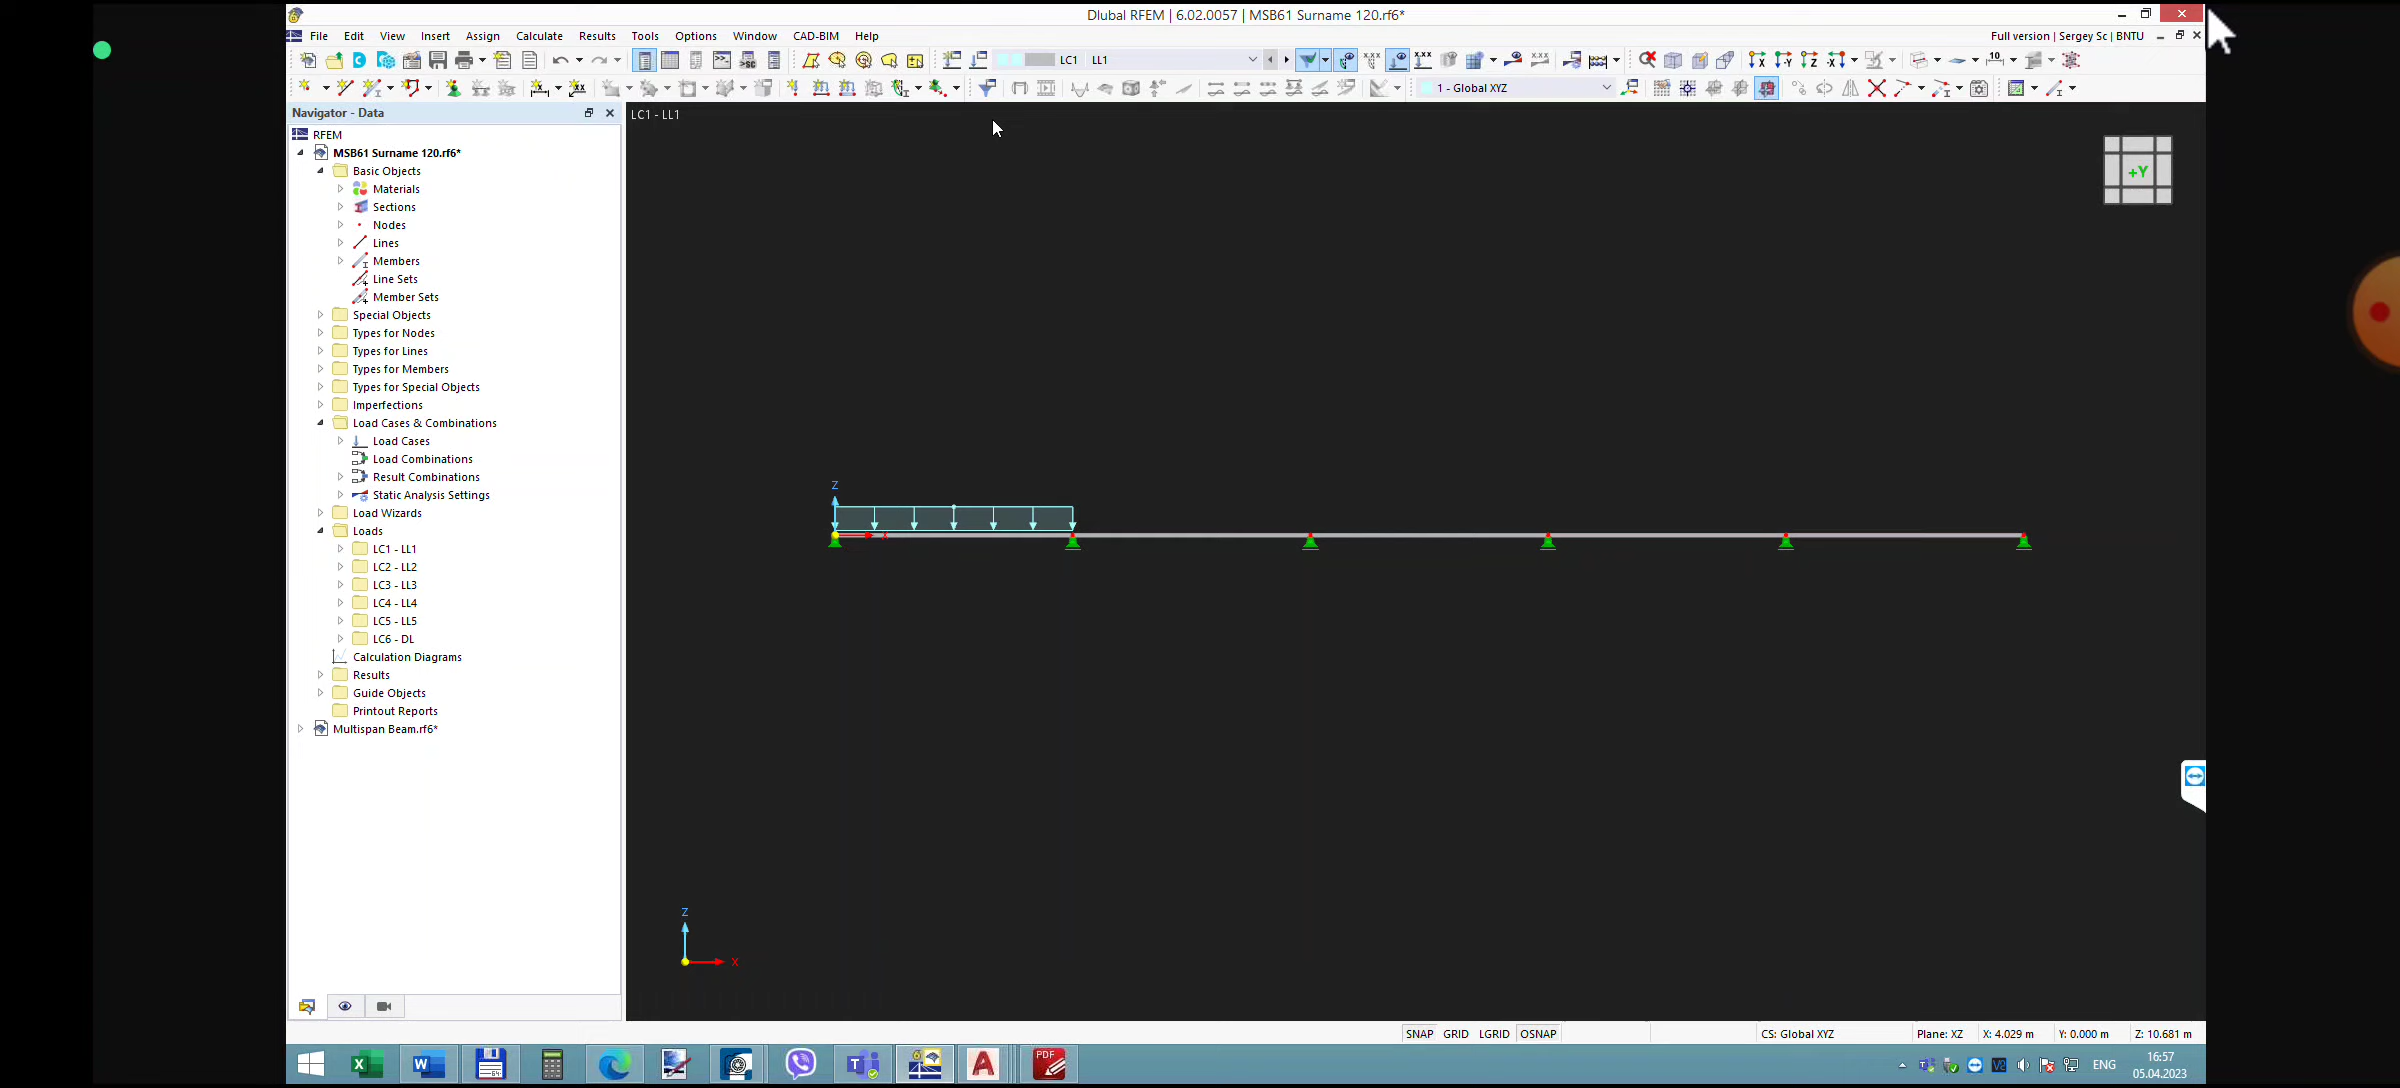 Dlubal RFEM | 6.02.0057 | MSB61 Surname 120.rf6*
File Edit View Insert Assign Calculate Results Tools Options Window CAD-BIM Help
Full version | Sergey Sc | BNTU
LC1 LL1
1 - Global XYZ
Navigator - Data
RFEM
MSB61 Surname 120.rf6*
Basic Objects
Materials
Sections
Nodes
Lines
Members
Line Sets
Member Sets
Special Objects
Types for Nodes
Types for Lines
Types for Members
Types for Special Objects
Imperfections
Load Cases & Combinations
Load Cases
Load Combinations
Result Combinations
Static Analysis Settings
Load Wizards
Loads
LC1 - LL1
LC2 - LL2
LC3 - LL3
LC4 - LL4
LC5 - LL5
LC6 - DL
Calculation Diagrams
Results
Guide Objects
Printout Reports
Multispan Beam.rf6*
LC1 - LL1
+Y
Z
X
Z
X
SNAP GRID LGRID OSNAP
CS: Global XYZ
Plane: XZ
X: 4.029 m
Y: 0.000 m
Z: 10.681 m
PDF
ENG
16:57
05.04.2023